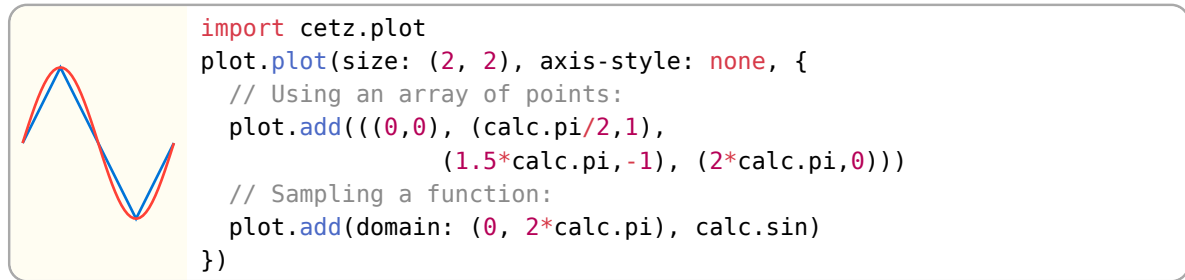 import cetz.plot
plot.plot(size: (2, 2), axis-style: none, {
  // Using an array of points:
  plot.add(((0,0), (calc.pi/2,1),
                 (1.5*calc.pi,-1), (2*calc.pi,0)))
  // Sampling a function:
  plot.add(domain: (0, 2*calc.pi), calc.sin)
})